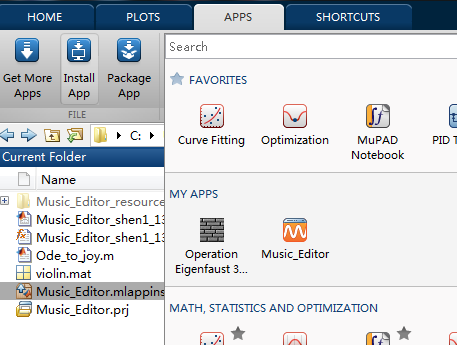 HOME PLOTS APPS SHORTCUTS
Search
Get More Apps
Install App
Package App
FILE
FAVORITES
Curve Fitting
Optimization
MuPAD Notebook
C:
Current Folder
Name
Music_Editor_resource
Music_Editor_shen1_13
Music_Editor_shen1_13
Ode_to_joy.m
violin.mat
Music_Editor.mlappins
Music_Editor.prj
MY APPS
Operation Eigenfaust 3...
Music_Editor
MATH, STATISTICS AND OPTIMIZATION